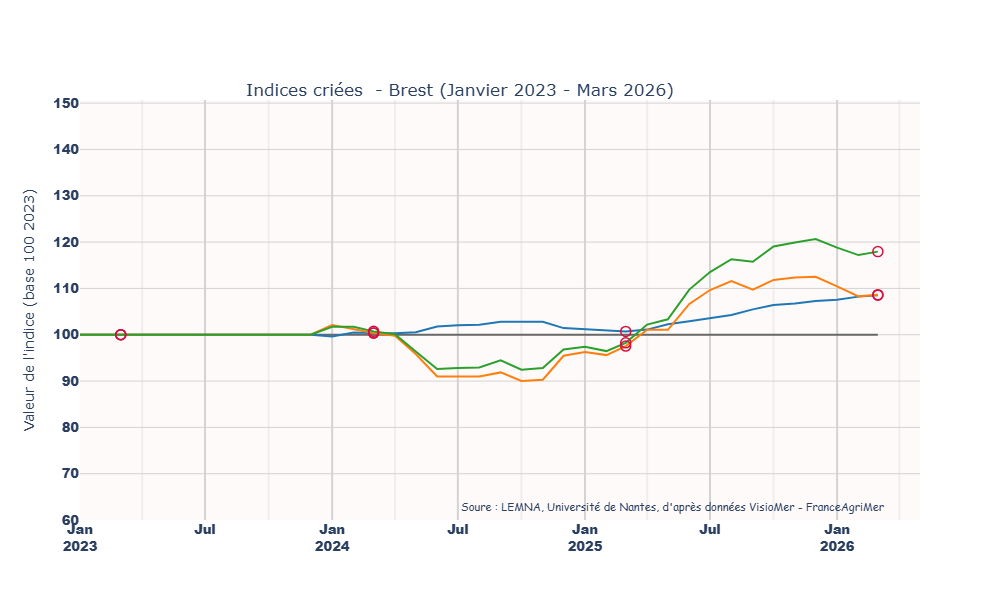 Indices criées - Brest (Janvier 2023 - Mars 2026)
Valeur de l'Indice (base 100 2023)
150
140
130
120
110
100
90
80
70
60
Soure : LEMNA, Université de Nantes, d'après données VisioMer - FranceAgriMer
Jan Jul Jan Jul Jan Jul Jan
2023 2024 2025 2026